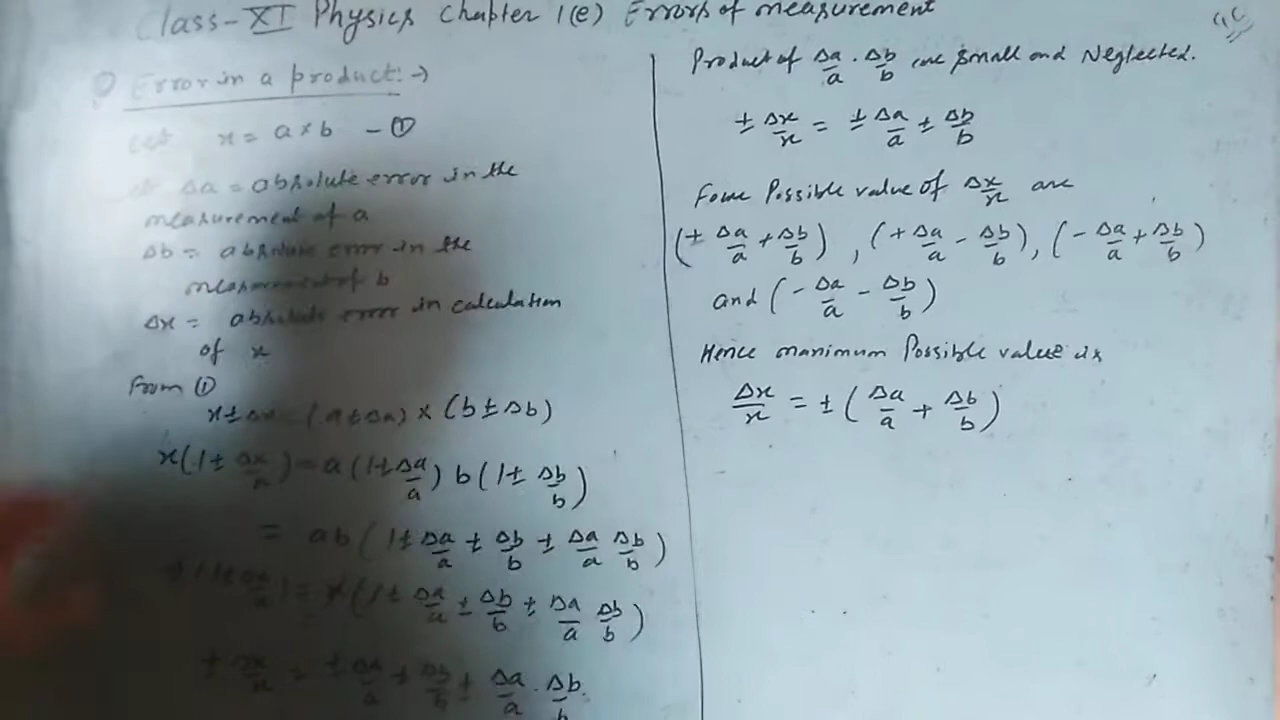 Class-XI Physics Chapter 1(e) Errors of measurement
Error in a product:→
Let x = a × b - ①
Δa = absolute error in the
measurement of a
Δb = absolute error in the
measurement of b
Δx = absolute error in calculation
of x
From ①
x ± Δx = (a ± Δa) × (b ± Δb)
x(1 ± Δx/x) = a(1 ± Δa/a) b(1 ± Δb/b)
= ab(1 ± Δa/a ± Δb/b ± Δa/a Δb/b)
x(1 ± Δx/x) = x(1 ± Δa/a ± Δb/b ± Δa/a Δb/b)
± Δx/x = ± Δa/a ± Δb/b ± Δa/a · Δb/b
Product of Δa/a · Δb/b are small and Neglected.
± Δx/x = ± Δa/a ± Δb/b
Four Possible value of Δx/x are
(+ Δa/a + Δb/b), (+ Δa/a - Δb/b), (- Δa/a + Δb/b)
and (- Δa/a - Δb/b)
Hence maximum Possible value is
Δx/x = ± (Δa/a + Δb/b)